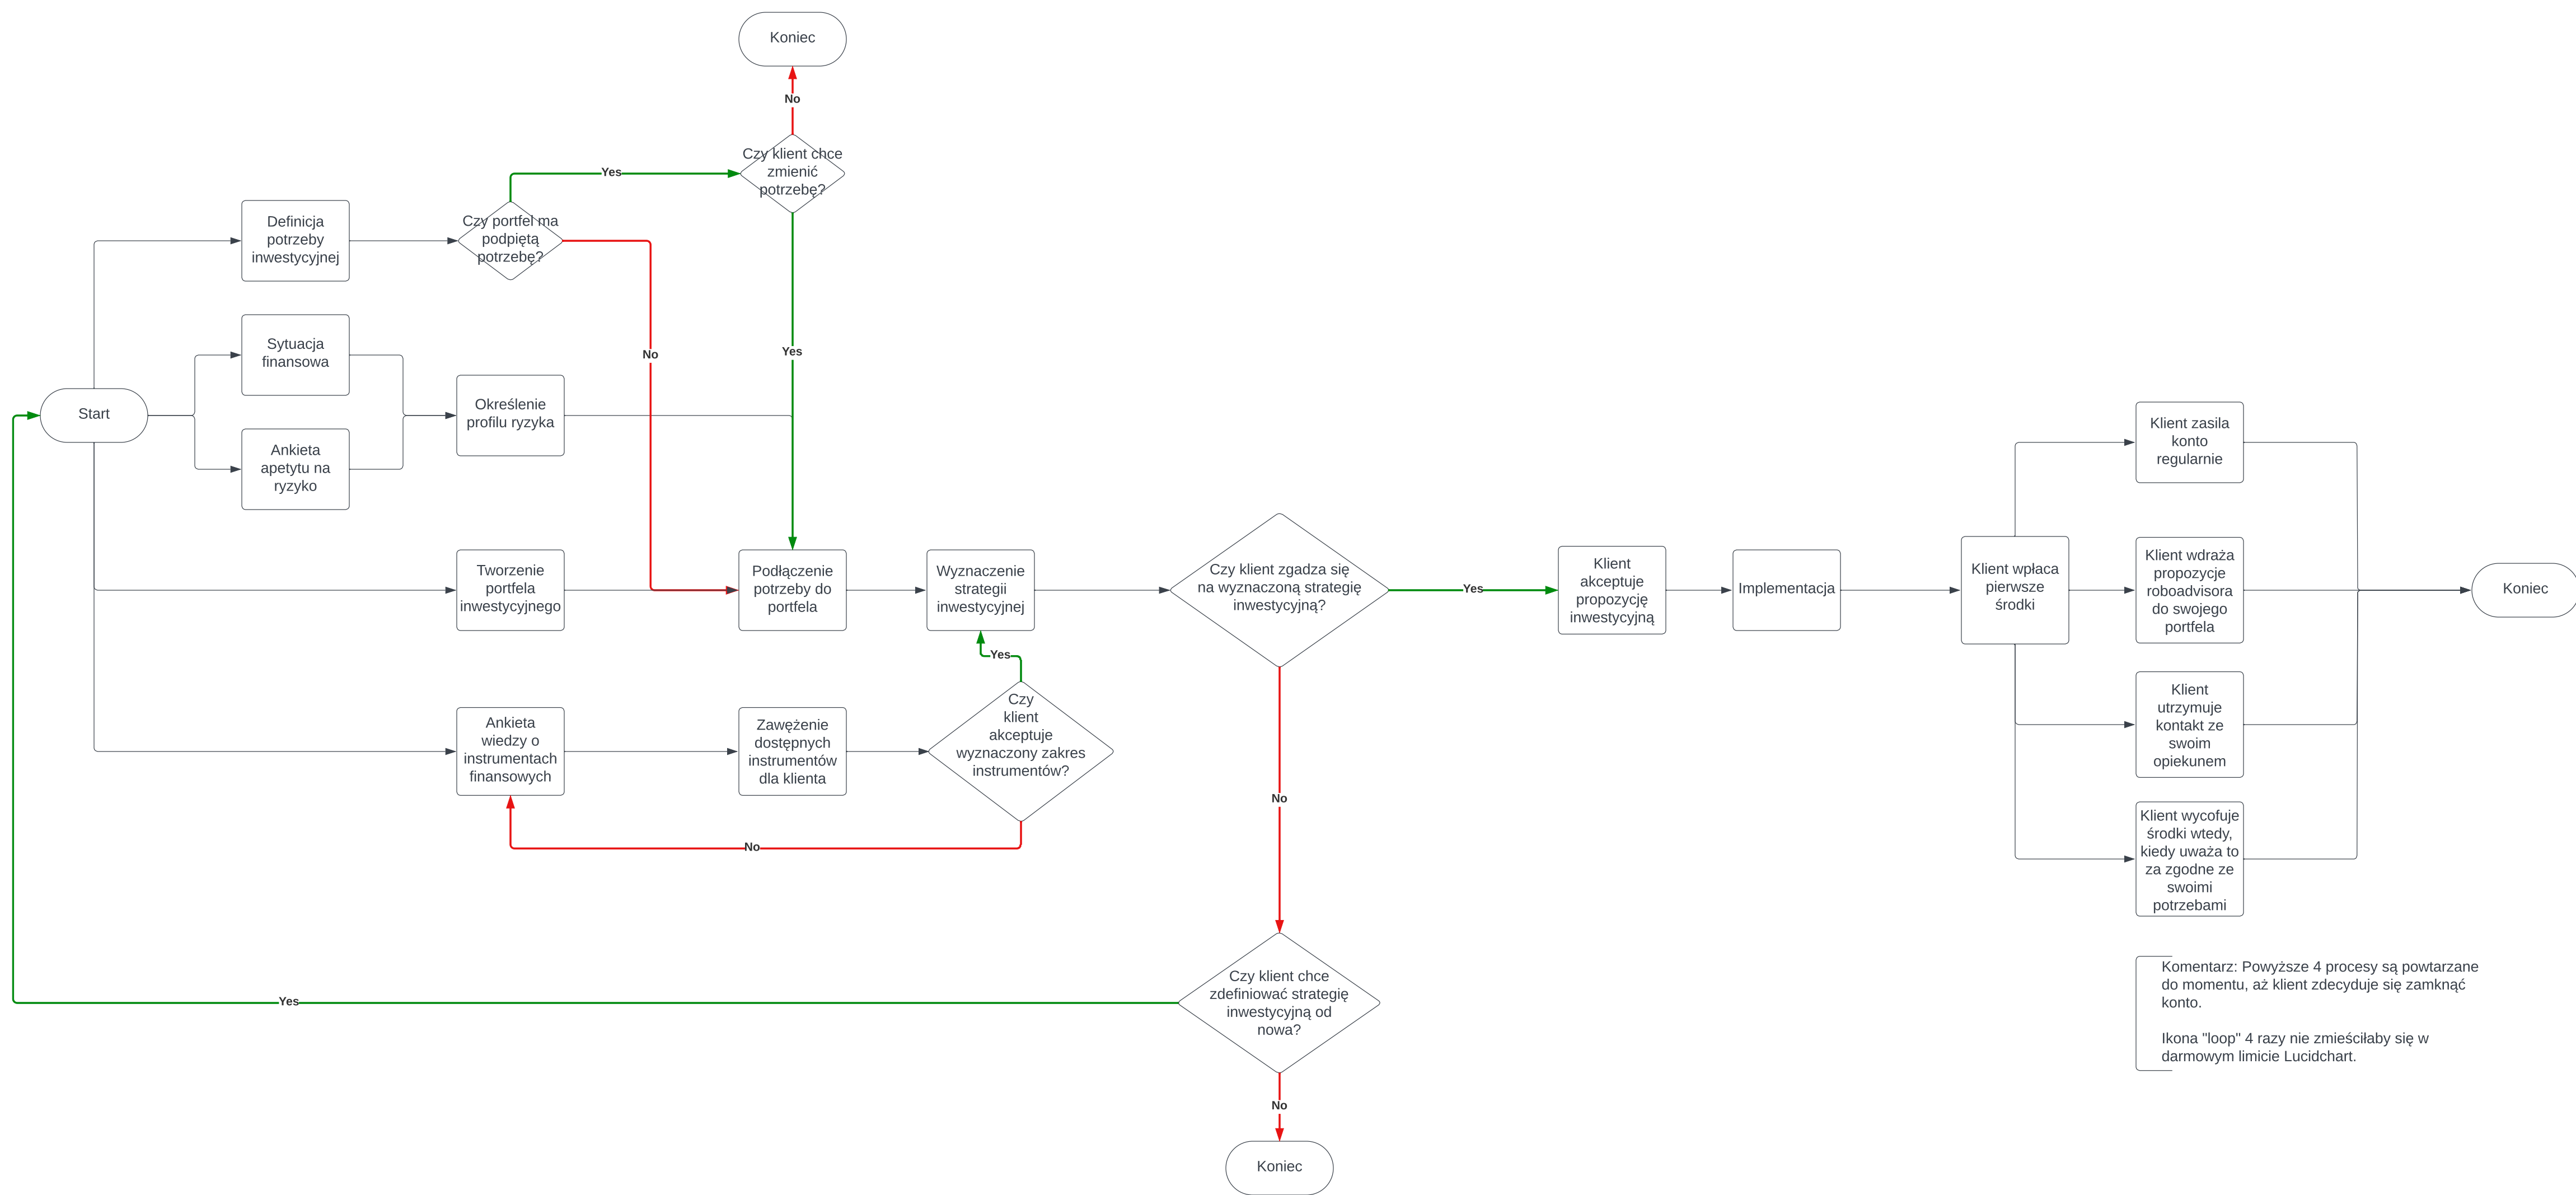 Koniec
No
Czy klient chce
zmienić
potrzebę?
Yes
Definicja
potrzeby
inwestycyjnej
Czy portfel ma
podpiętą
potrzebę?
No
Yes
Sytuacja
finansowa
Określenie
profilu ryzyka
Start
Ankieta
apetytu na
ryzyko
Tworzenie
portfela
inwestycyjnego
Podłączenie
potrzeby do
portfela
Wyznaczenie
strategii
inwestycyjnej
Czy klient zgadza się
na wyznaczoną strategię
inwestycyjną?
Yes
Klient
akceptuje
propozycję
inwestycyjną
Implementacja
Klient wpłaca
pierwsze
środki
Klient zasila
konto
regularnie
Klient wdraża
propozycje
roboadvisora
do swojego
portfela
Koniec
Klient
utrzymuje
kontakt ze
swoim
opiekunem
Klient wycofuje
środki wtedy,
kiedy uważa to
za zgodne ze
swoimi
potrzebami
Yes
Ankieta
wiedzy o
instrumentach
finansowych
Zawężenie
dostępnych
instrumentów
dla klienta
Czy
klient
akceptuje
wyznaczony zakres
instrumentów?
No
No
Komentarz: Powyższe 4 procesy są powtarzane
do momentu, aż klient zdecyduje się zamknąć
konto.
Ikona "loop" 4 razy nie zmieściłaby się w
darmowym limicie Lucidchart.
Czy klient chce
zdefiniować strategię
inwestycyjną od
nowa?
Yes
No
Koniec